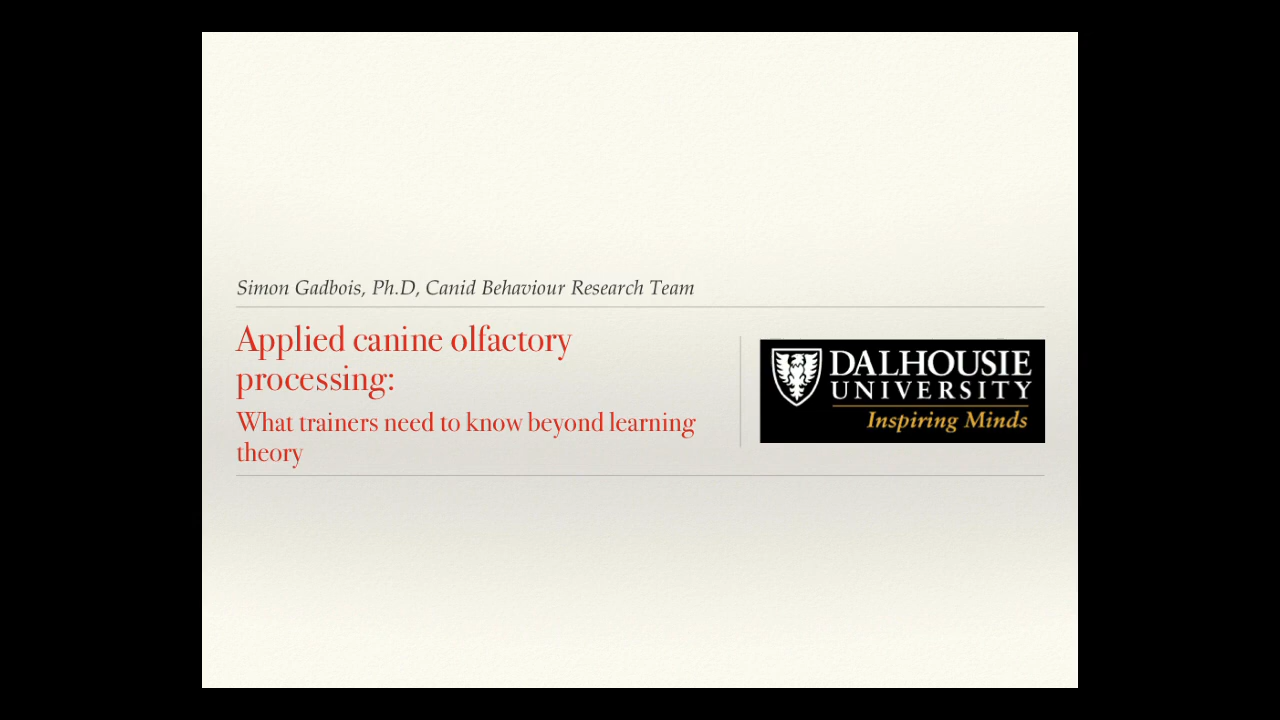 Simon Gadbois, Ph.D, Canid Behaviour Research Team
Applied canine olfactory
processing:
What trainers need to know beyond learning
theory
DALHOUSIE
UNIVERSITY
Inspiring Minds